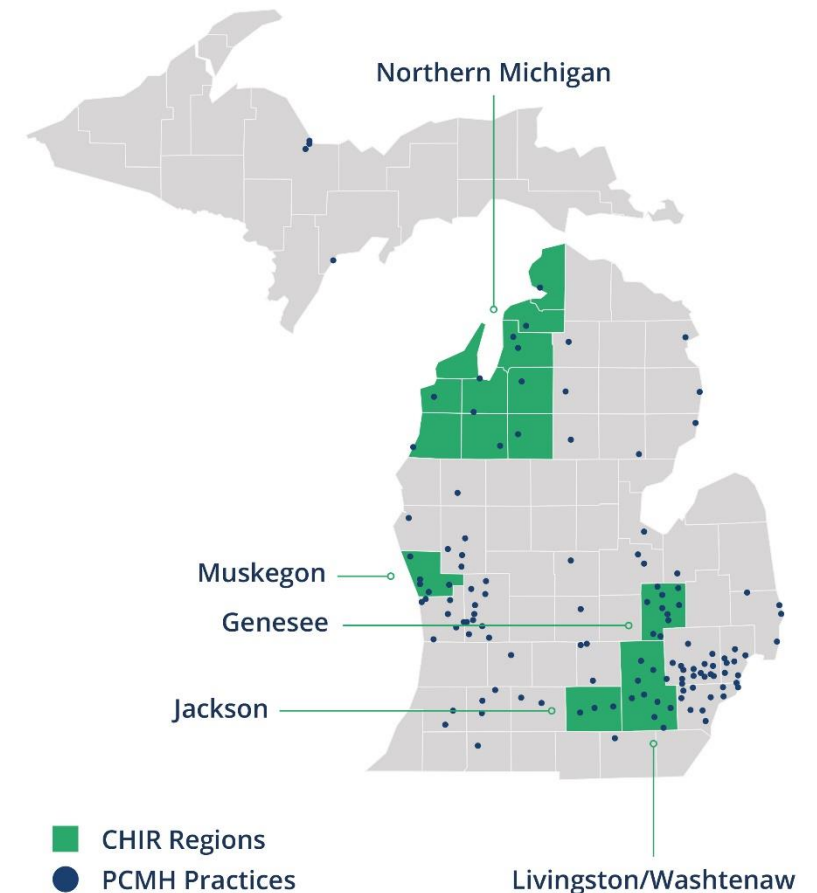 Northern Michigan
Muskegon
Genesee
Jackson
CHIR Regions
PCMH Practices
Livingston/Washtenaw